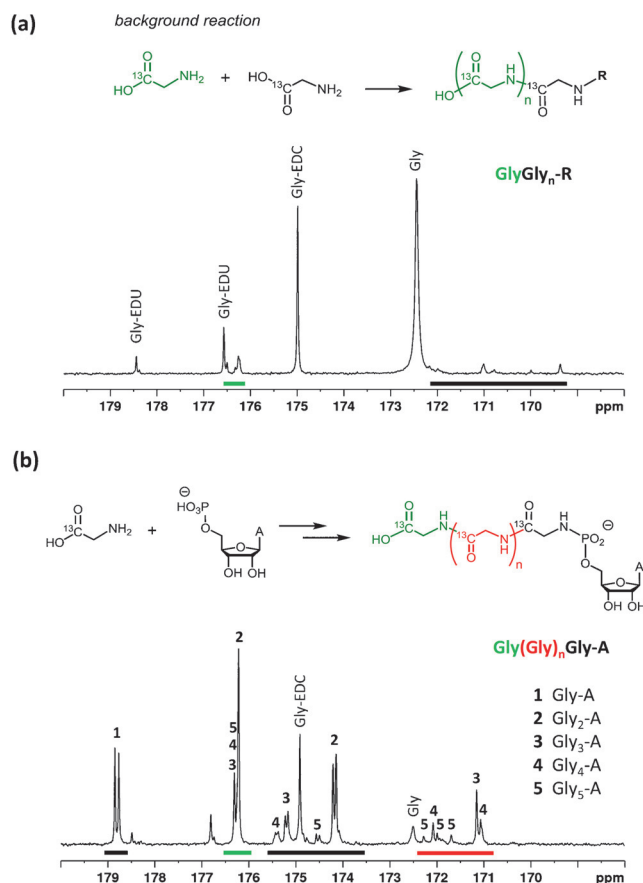 (a)
background reaction
O
13C
HO
NH2
+
HO
13C
O
NH2
O
13C
HO
H
N
n
13C
O
N
H
R
Gly-EDU
Gly-EDU
Gly-EDC
Gly
GlyGlyn-R
179 178 177 176 175 174 173 172 171 170 ppm
(b)
O
13C
HO
NH2
+
⊖
HO3P
O
O
A
OH OH
O
13C
HO
H
N
13C
O
N
H
n
O
13C
N
H
⊖
PO2
O
O
A
OH OH
Gly(Gly)nGly-A
1 Gly-A
2 Gly2-A
3 Gly3-A
4 Gly4-A
5 Gly5-A
1
2
5
4
3
4
3
Gly-EDC
5
2
Gly
5
4
5
5
3
4
179 178 177 176 175 174 173 172 171 170 ppm